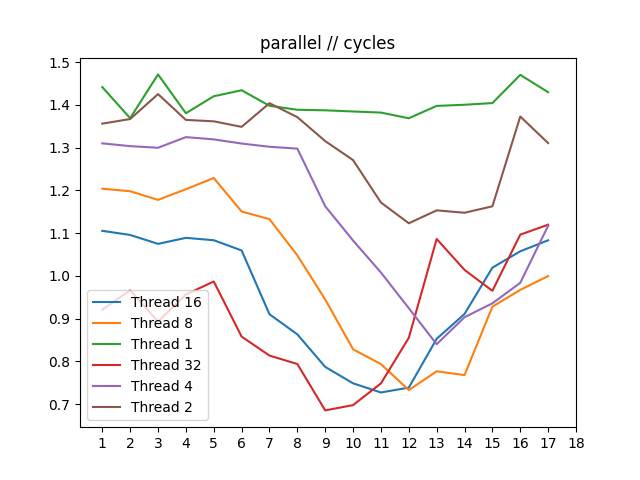 parallel // cycles
1.5
1.4
1.3
1.2
1.1
1.0
0.9
0.8
0.7
Thread 16
Thread 8
Thread 1
Thread 32
Thread 4
Thread 2
1 2 3 4 5 6 7 8 9 10 11 12 13 14 15 16 17 18